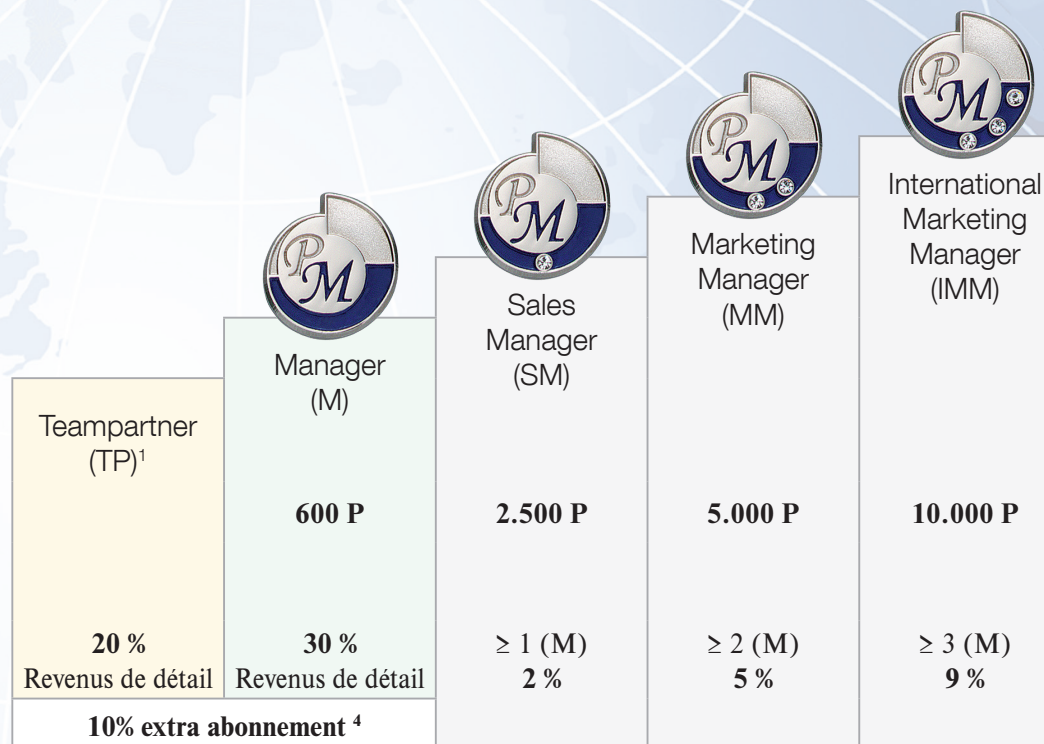 Teampartner
(TP)¹
20 %
Revenus de détail
PM
Manager
(M)
600 P
30 %
Revenus de détail
10% extra abonnement ⁴
PM
Sales
Manager
(SM)
2.500 P
≥ 1 (M)
2 %
PM
Marketing
Manager
(MM)
5.000 P
≥ 2 (M)
5 %
PM
International
Marketing
Manager
(IMM)
10.000 P
≥ 3 (M)
9 %